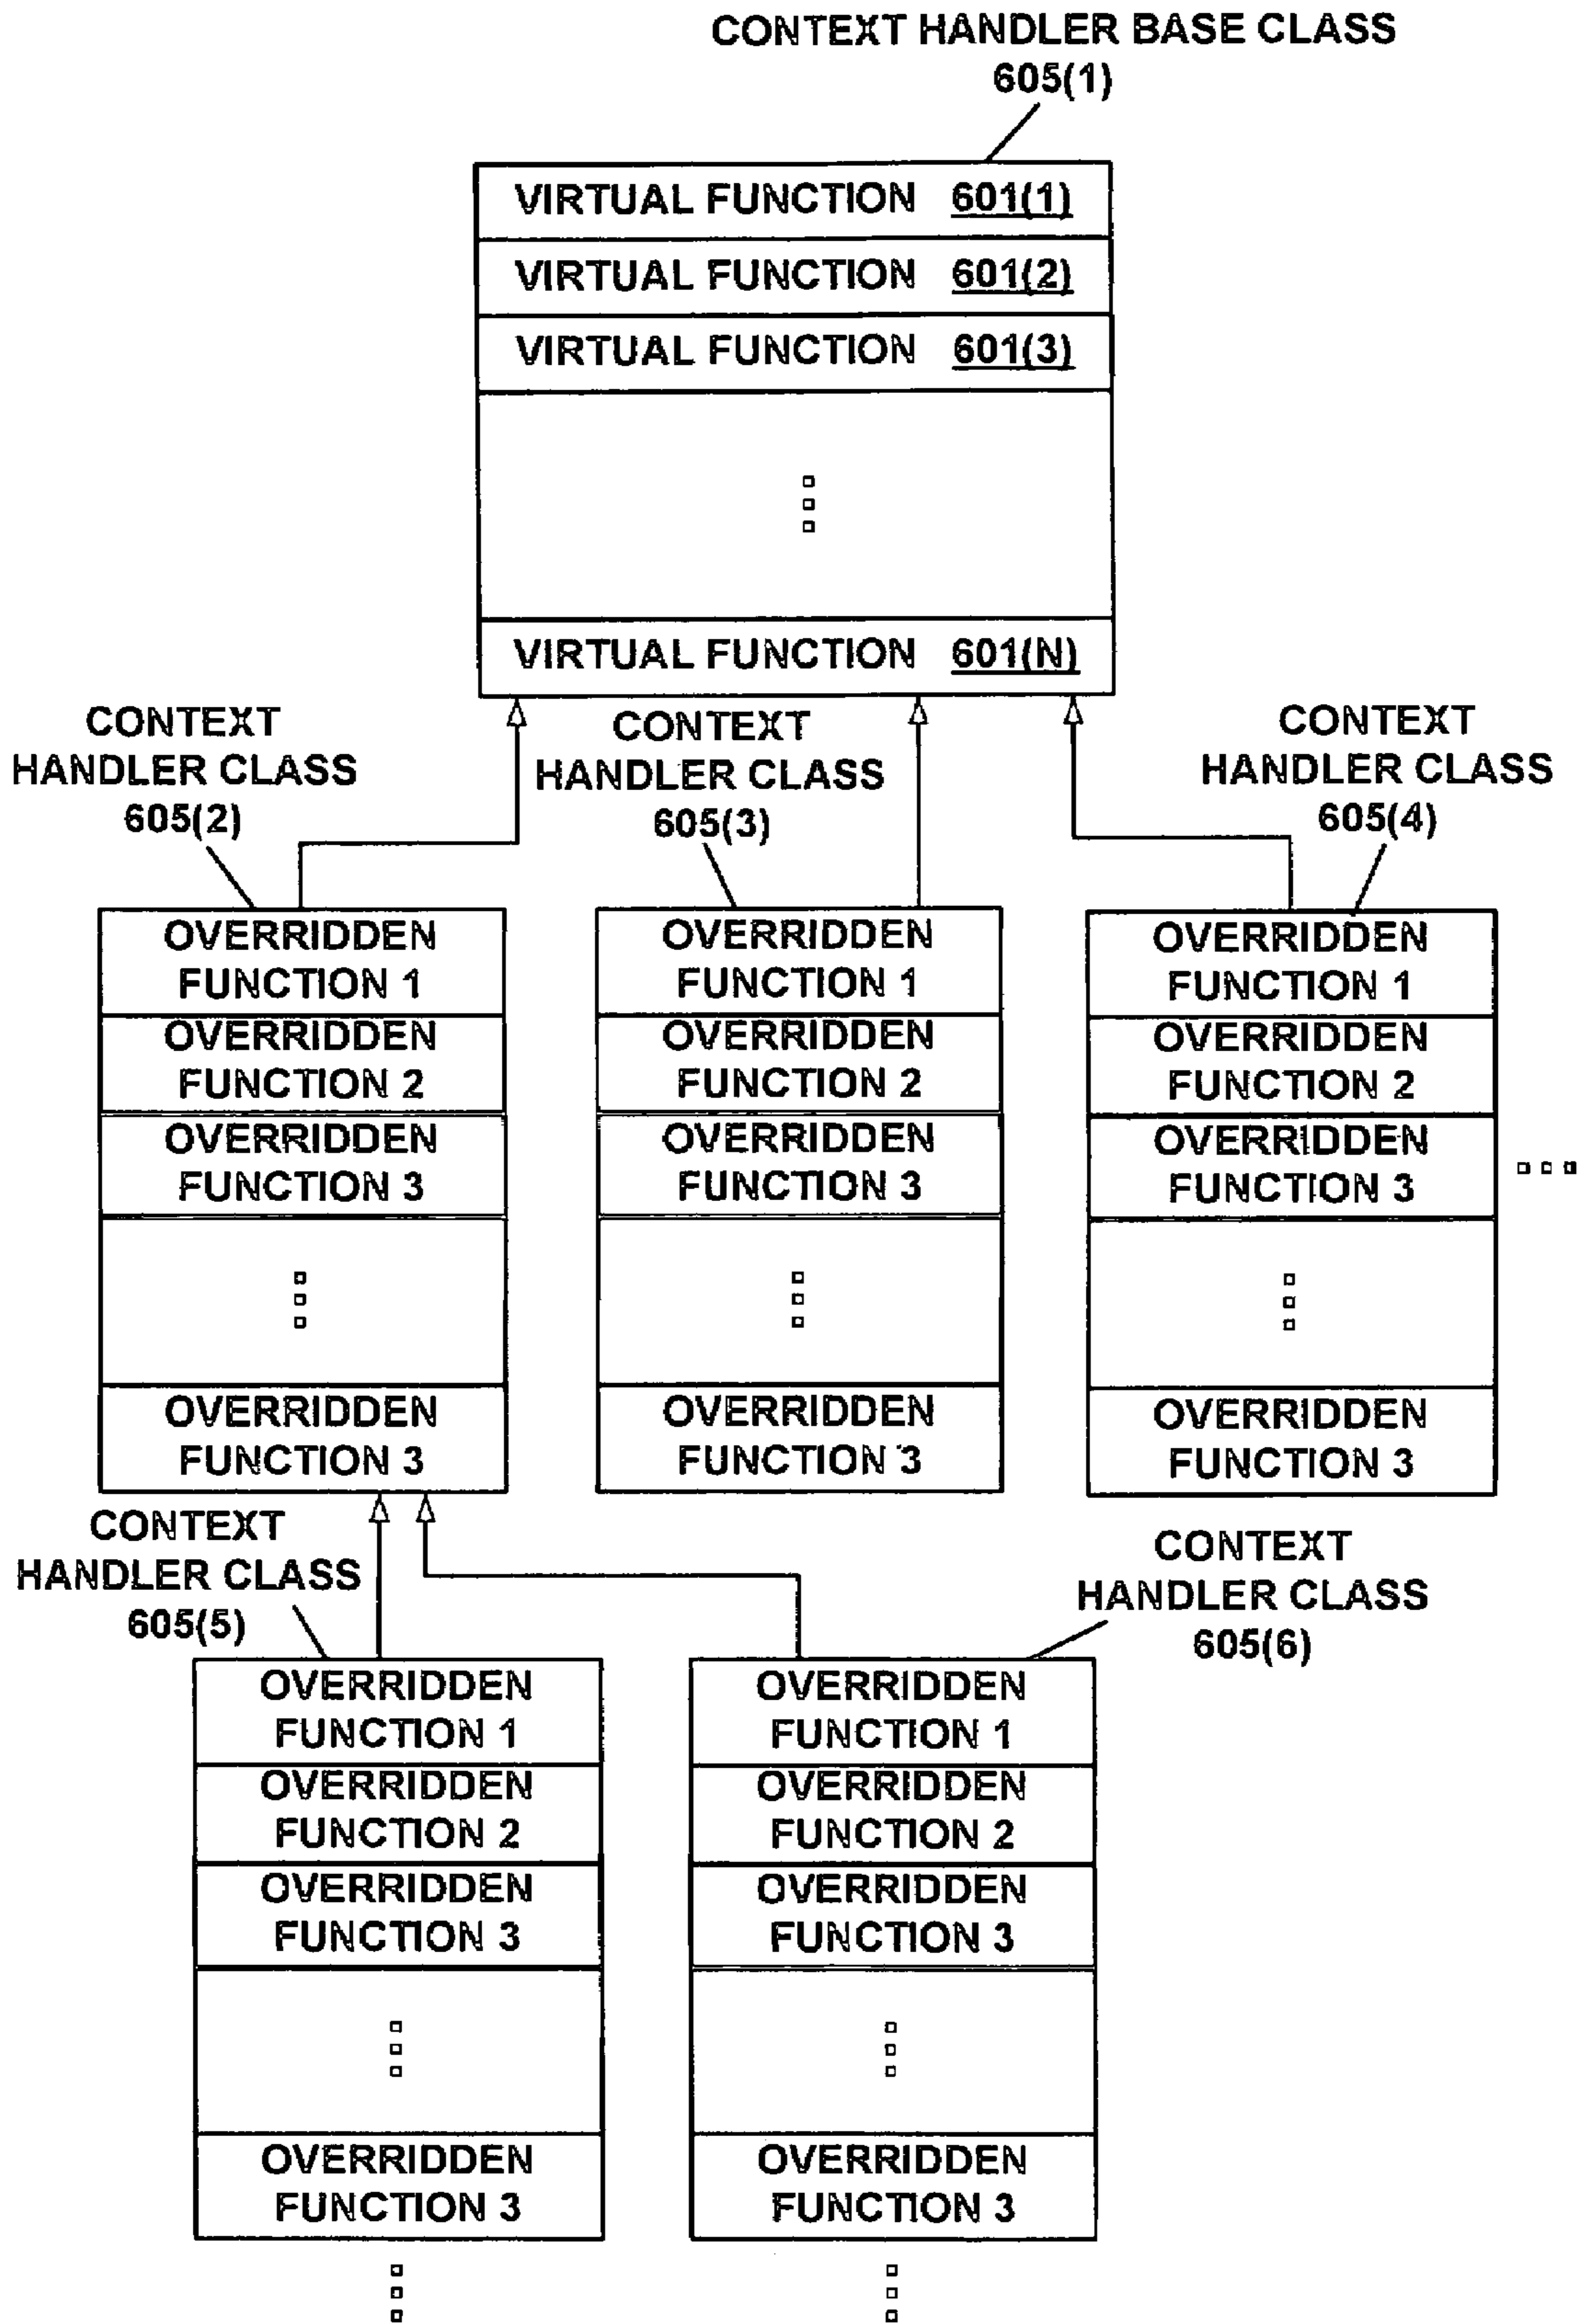 CONTEXT HANDLER BASE CLASS
605(1)
VIRTUAL FUNCTION 601(1)
VIRTUAL FUNCTION 601(2)
VIRTUAL FUNCTION 601(3)
VIRTUAL FUNCTION 601(N)
CONTEXT
HANDLER CLASS
605(2)
CONTEXT
HANDLER CLASS
605(3)
CONTEXT
HANDLER CLASS
605(4)
OVERRIDDEN
FUNCTION 1
OVERRIDDEN
FUNCTION 2
OVERRIDDEN
FUNCTION 3
OVERRIDDEN
FUNCTION 3
OVERRIDDEN
FUNCTION 1
OVERRIDDEN
FUNCTION 2
OVERRIDDEN
FUNCTION 3
OVERRIDDEN
FUNCTION 3
OVERRIDDEN
FUNCTION 1
OVERRIDDEN
FUNCTION 2
OVERRIDDEN
FUNCTION 3
OVERRIDDEN
FUNCTION 3
CONTEXT
HANDLER CLASS
605(5)
CONTEXT
HANDLER CLASS
605(6)
OVERRIDDEN
FUNCTION 1
OVERRIDDEN
FUNCTION 2
OVERRIDDEN
FUNCTION 3
OVERRIDDEN
FUNCTION 3
OVERRIDDEN
FUNCTION 1
OVERRIDDEN
FUNCTION 2
OVERRIDDEN
FUNCTION 3
OVERRIDDEN
FUNCTION 3